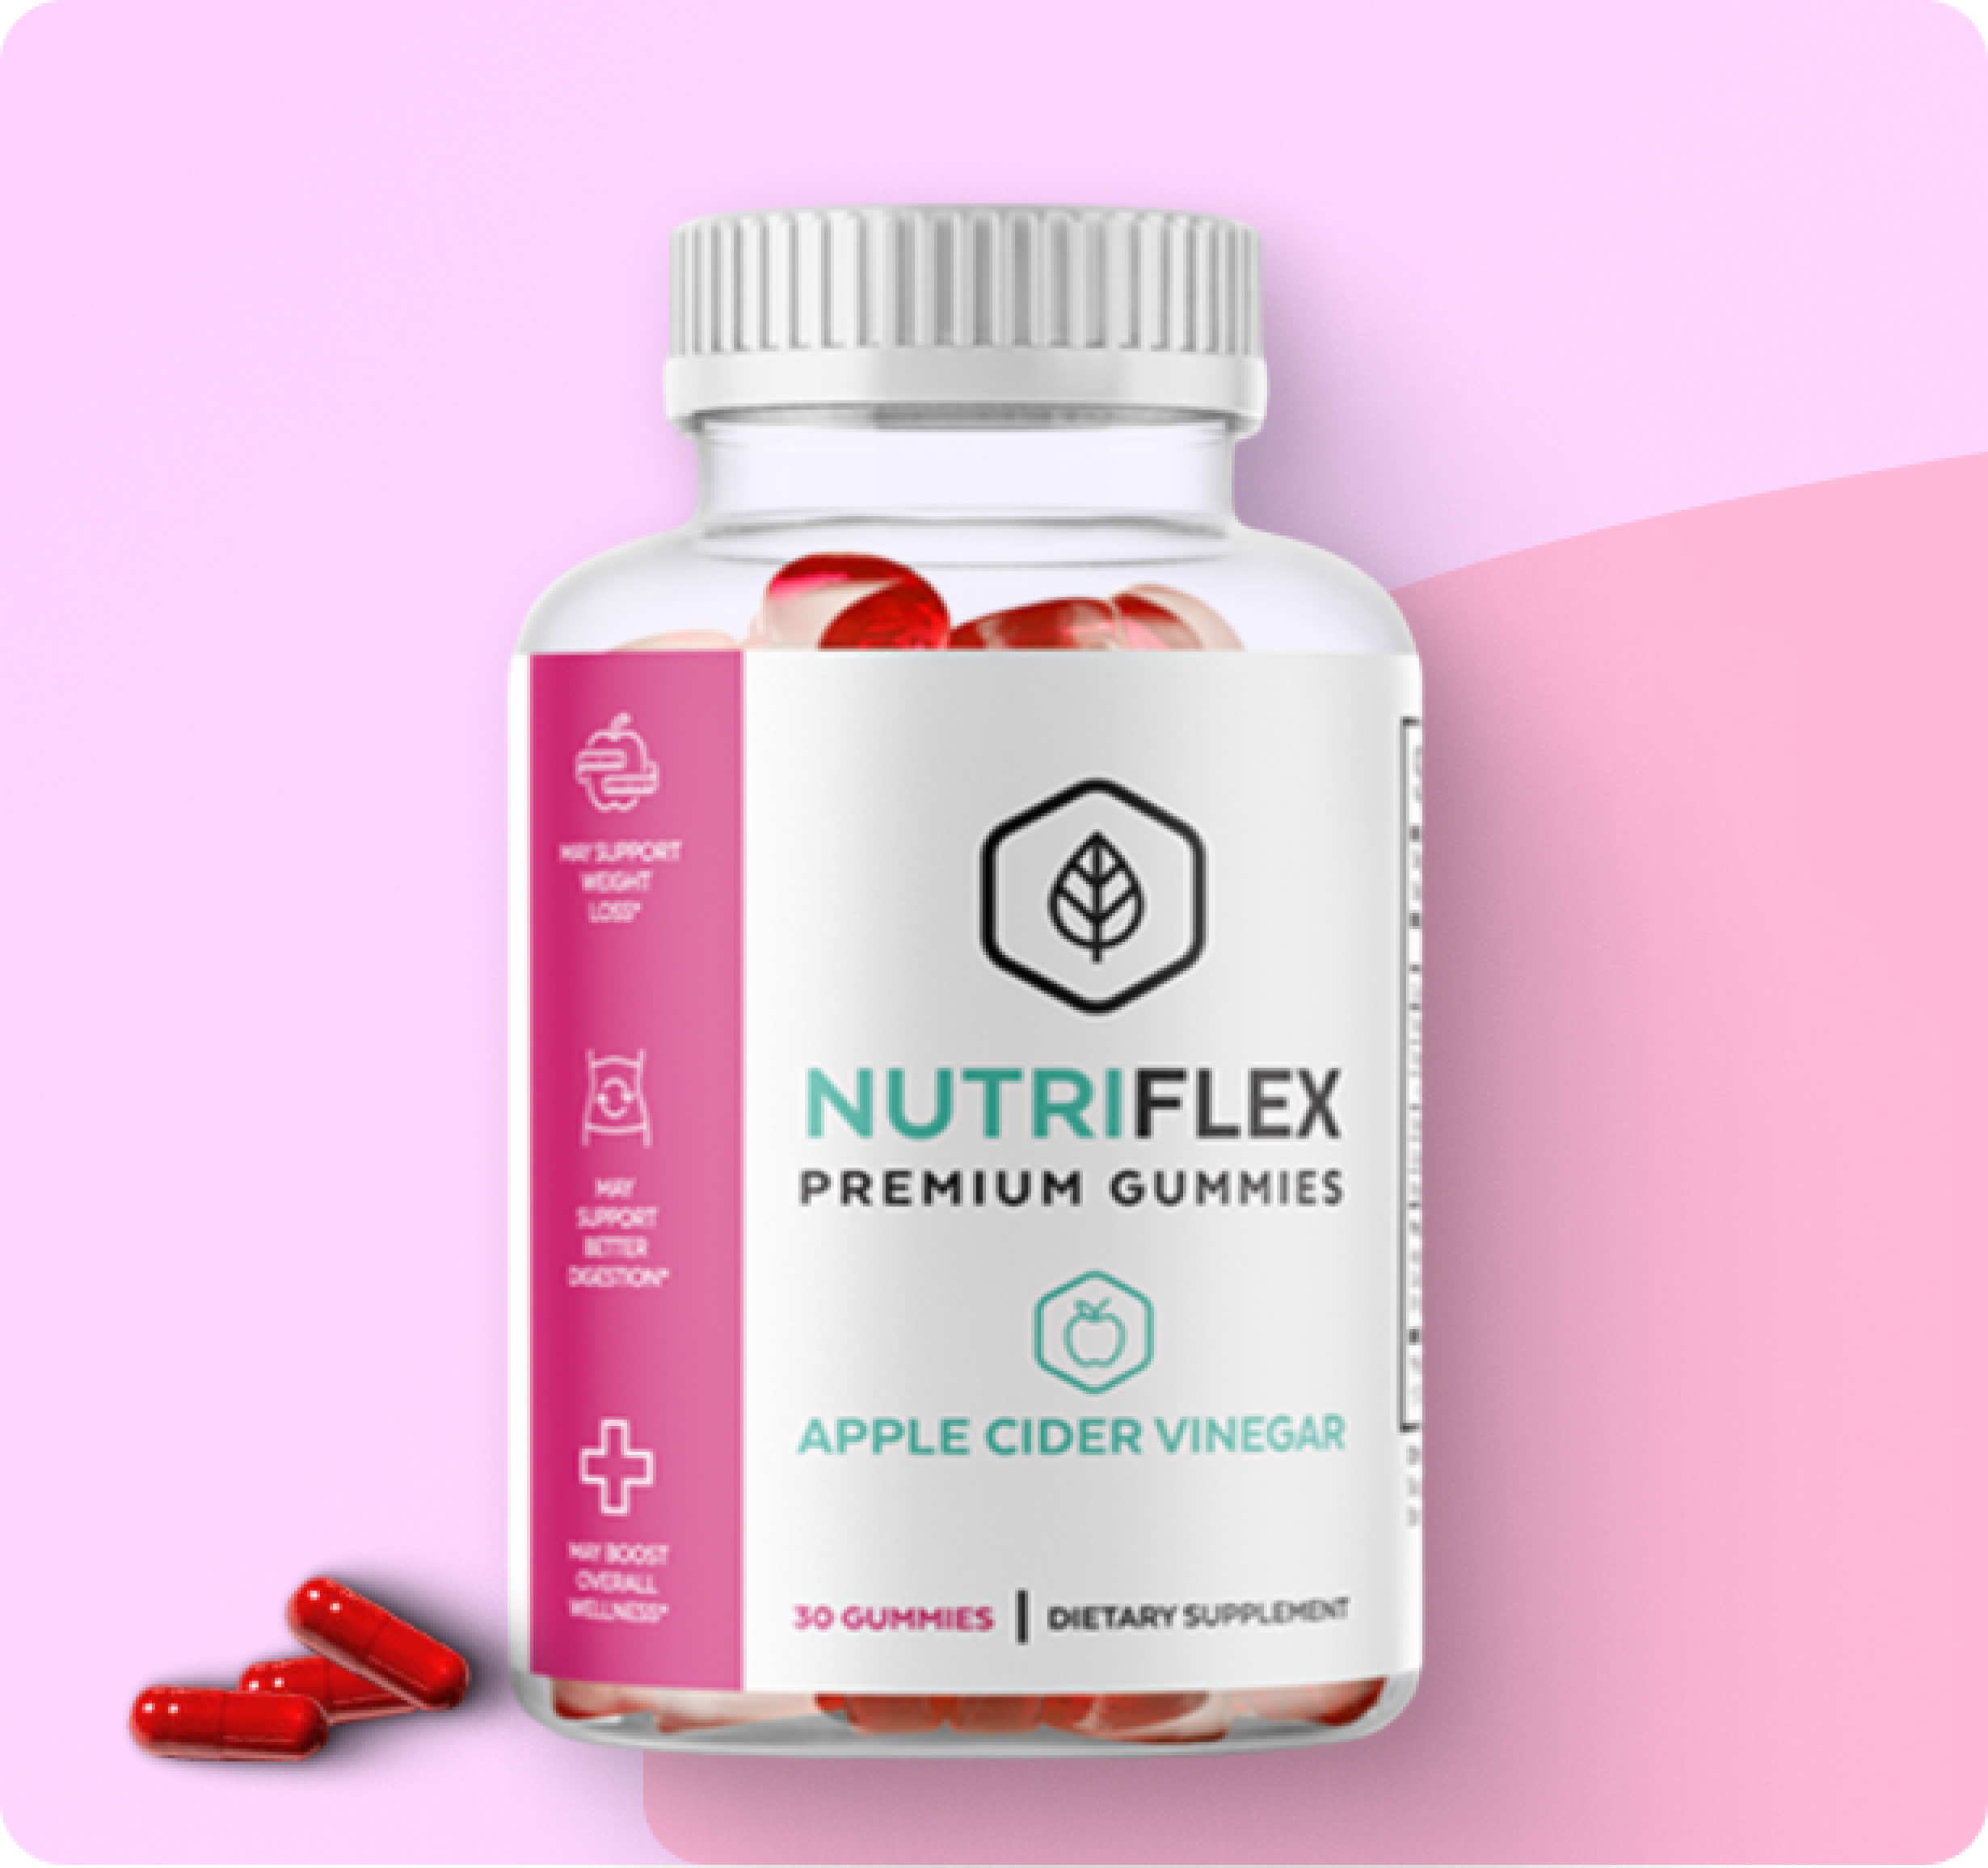 MAY SUPPORT
WEIGHT
LOSS*
MAY
SUPPORT
BETTER
DIGESTION*
MAY BOOST
OVERALL
WELLNESS*
NUTRIFLEX
PREMIUM GUMMIES
APPLE CIDER VINEGAR
30 GUMMIES | DIETARY SUPPLEMENT